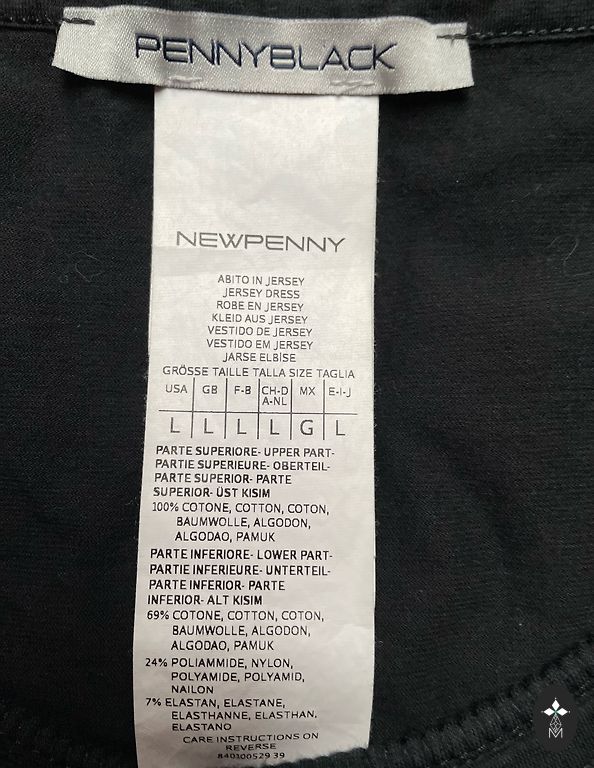 PENNYBLACK
NEWPENNY
ABITO IN JERSEY
JERSEY DRESS
ROBE EN JERSEY
KLEID AUS JERSEY
VESTIDO DE JERSEY
VESTIDO EM JERSEY
JARSE ELBİSE
GRÖSSE TAILLE TALLA SIZE TAGLIA
USA GB F-B CH-D A-NL MX E-I-J
L L L L G L
PARTE SUPERIORE- UPPER PART-
PARTIE SUPERIEURE- OBERTEIL-
PARTE SUPERIOR- PARTE
SUPERIOR- ÜST KISIM
100% COTONE, COTTON, COTON,
BAUMWOLLE, ALGODON,
ALGODAO, PAMUK
PARTE INFERIORE- LOWER PART-
PARTIE INFERIEURE- UNTERTEIL-
PARTE INFERIOR- PARTE
INFERIOR- ALT KISIM
69% COTONE, COTTON, COTON,
BAUMWOLLE, ALGODON,
ALGODAO, PAMUK
24% POLIAMMIDE, NYLON,
POLYAMIDE, POLYAMID,
NAILON
7% ELASTAN, ELASTANE,
ELASTHANNE, ELASTHAN.
ELASTANO
CARE INSTRUCTIONS ON
REVERSE
840100529 39
M